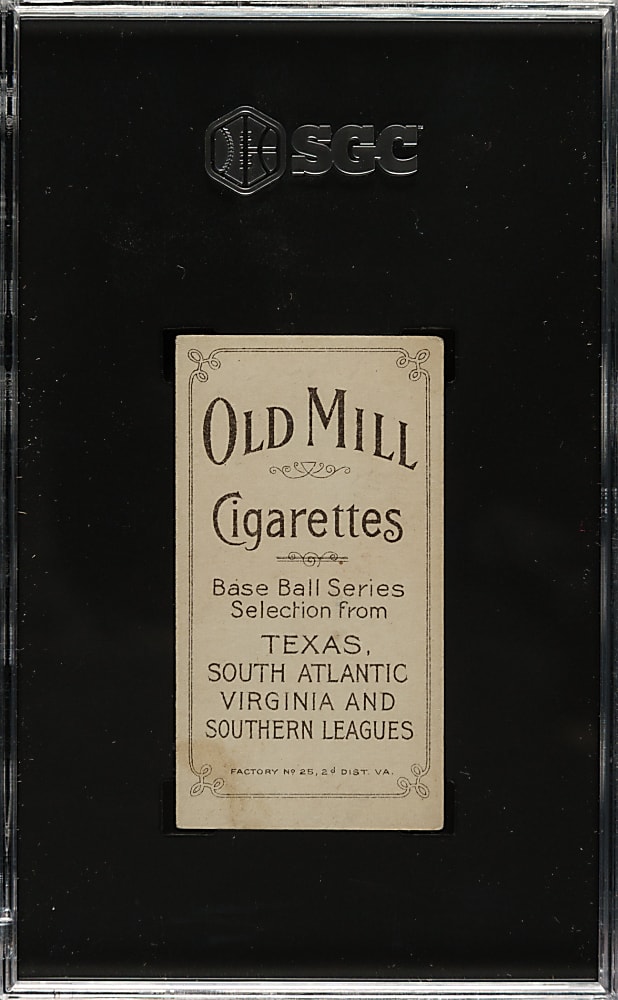 SGC
OLD MILL
Cigarettes
Base Ball Series
Selection from
TEXAS,
SOUTH ATLANTIC
VIRGINIA AND
SOUTHERN LEAGUES
FACTORY Nº 25, 2d DIST. VA.